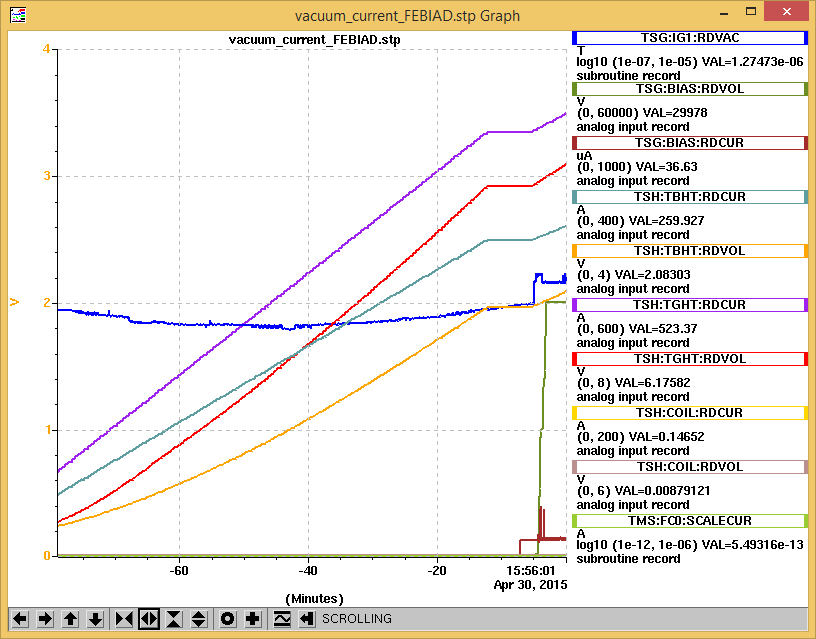 vacuum_current_FEBIAD.stp Graph
vacuum_current_FEBIAD.stp
4
3
2
1
0
V
-60
-40
-20
15:56:01
Apr 30, 2015
(Minutes)
TSG:IG1:RDVAC
T
log10 (1e-07, 1e-05) VAL=1.27473e-06
subroutine record
TSG:BIAS:RDVOL
V
(0, 60000) VAL=29978
analog input record
TSG:BIAS:RDCUR
uA
(0, 1000) VAL=36.63
analog input record
TSH:TBHT:RDCUR
A
(0, 400) VAL=259.927
analog input record
TSH:TBHT:RDVOL
V
(0, 4) VAL=2.08303
analog input record
TSH:TGHT:RDCUR
A
(0, 600) VAL=523.37
analog input record
TSH:TGHT:RDVOL
V
(0, 8) VAL=6.17582
analog input record
TSH:COIL:RDCUR
A
(0, 200) VAL=0.14652
analog input record
TSH:COIL:RDVOL
V
(0, 6) VAL=0.00879121
analog input record
TMS:FC0:SCALECUR
A
log10 (1e-12, 1e-06) VAL=5.49316e-13
subroutine record
SCROLLING